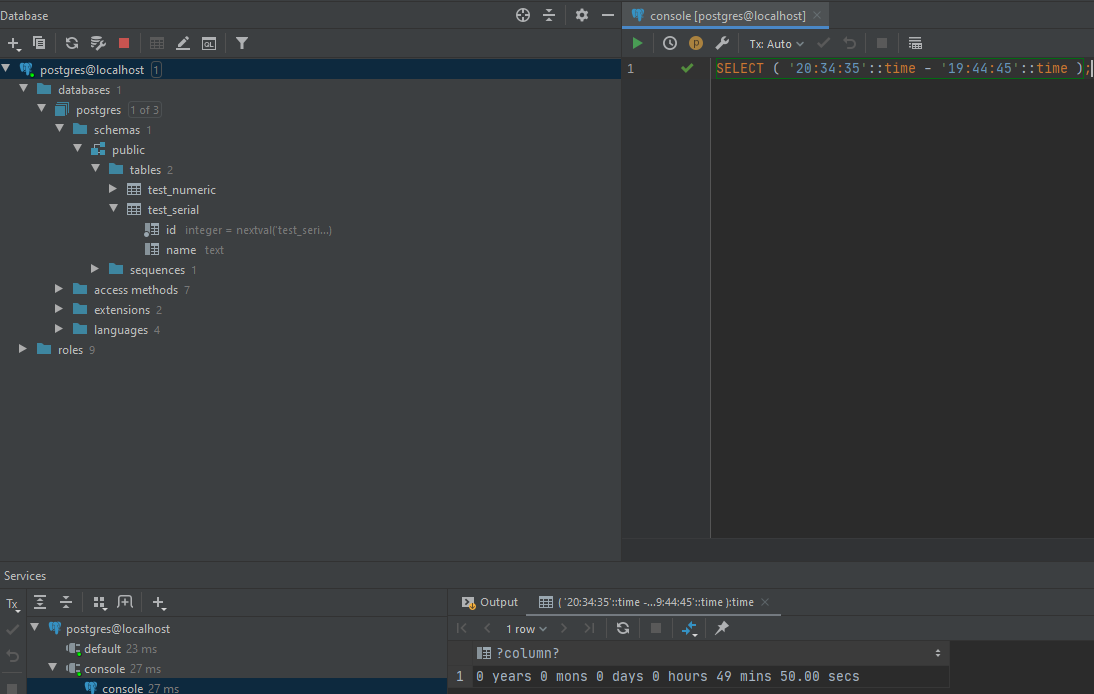 Database
postgres@localhost 1
databases 1
postgres 1 of 3
schemas 1
public
tables 2
test_numeric
test_serial
id integer = nextval('test_seri...)
name text
sequences 1
access methods 7
extensions 2
languages 4
roles 9
console [postgres@localhost]
P Tx: Auto
1 SELECT ( '20:34:35'::time - '19:44:45'::time );
Services
Tx
postgres@localhost
default 23 ms
console 27 ms
console 27 ms
Output ( '20:34:35'::time -...9:44:45'::time ):time
1 row
?column?
1 0 years 0 mons 0 days 0 hours 49 mins 50.00 secs